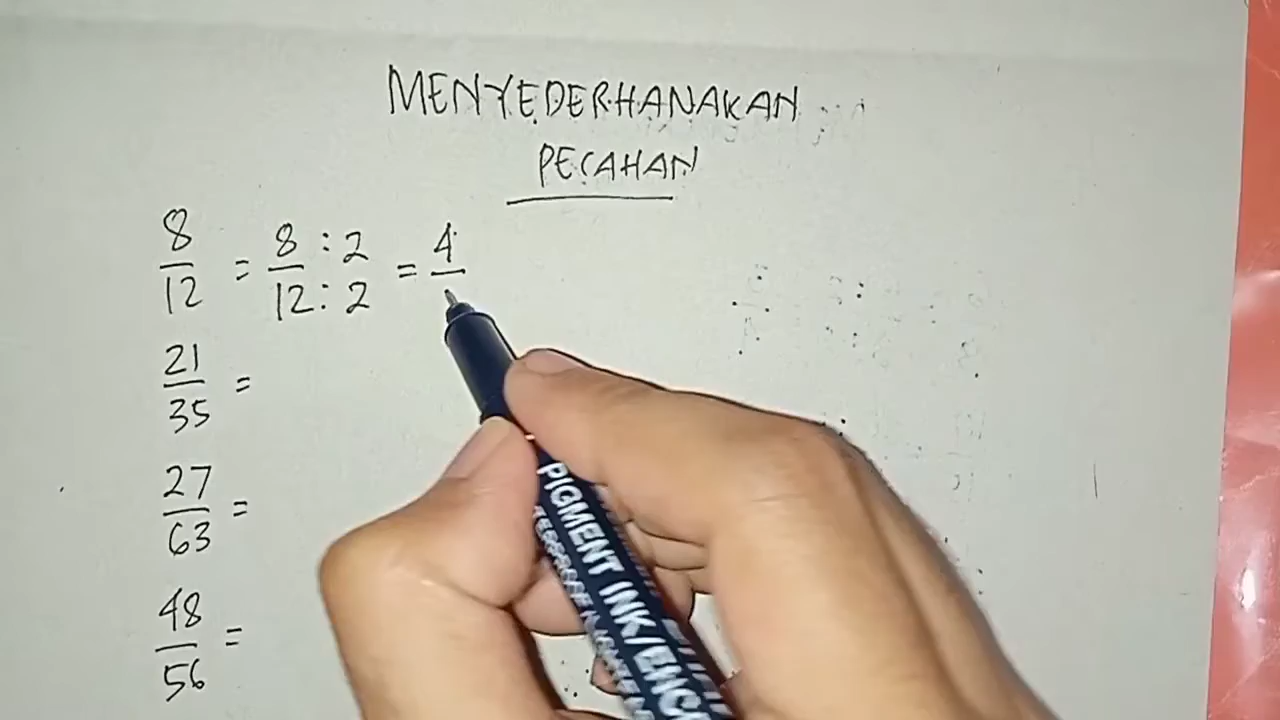 MENYEDERHANAKAN
PECAHAN
8/12 = 8 : 2 / 12 : 2 = 4/
21/35 =
27/63 =
48/56 =
PIGMENT INK/